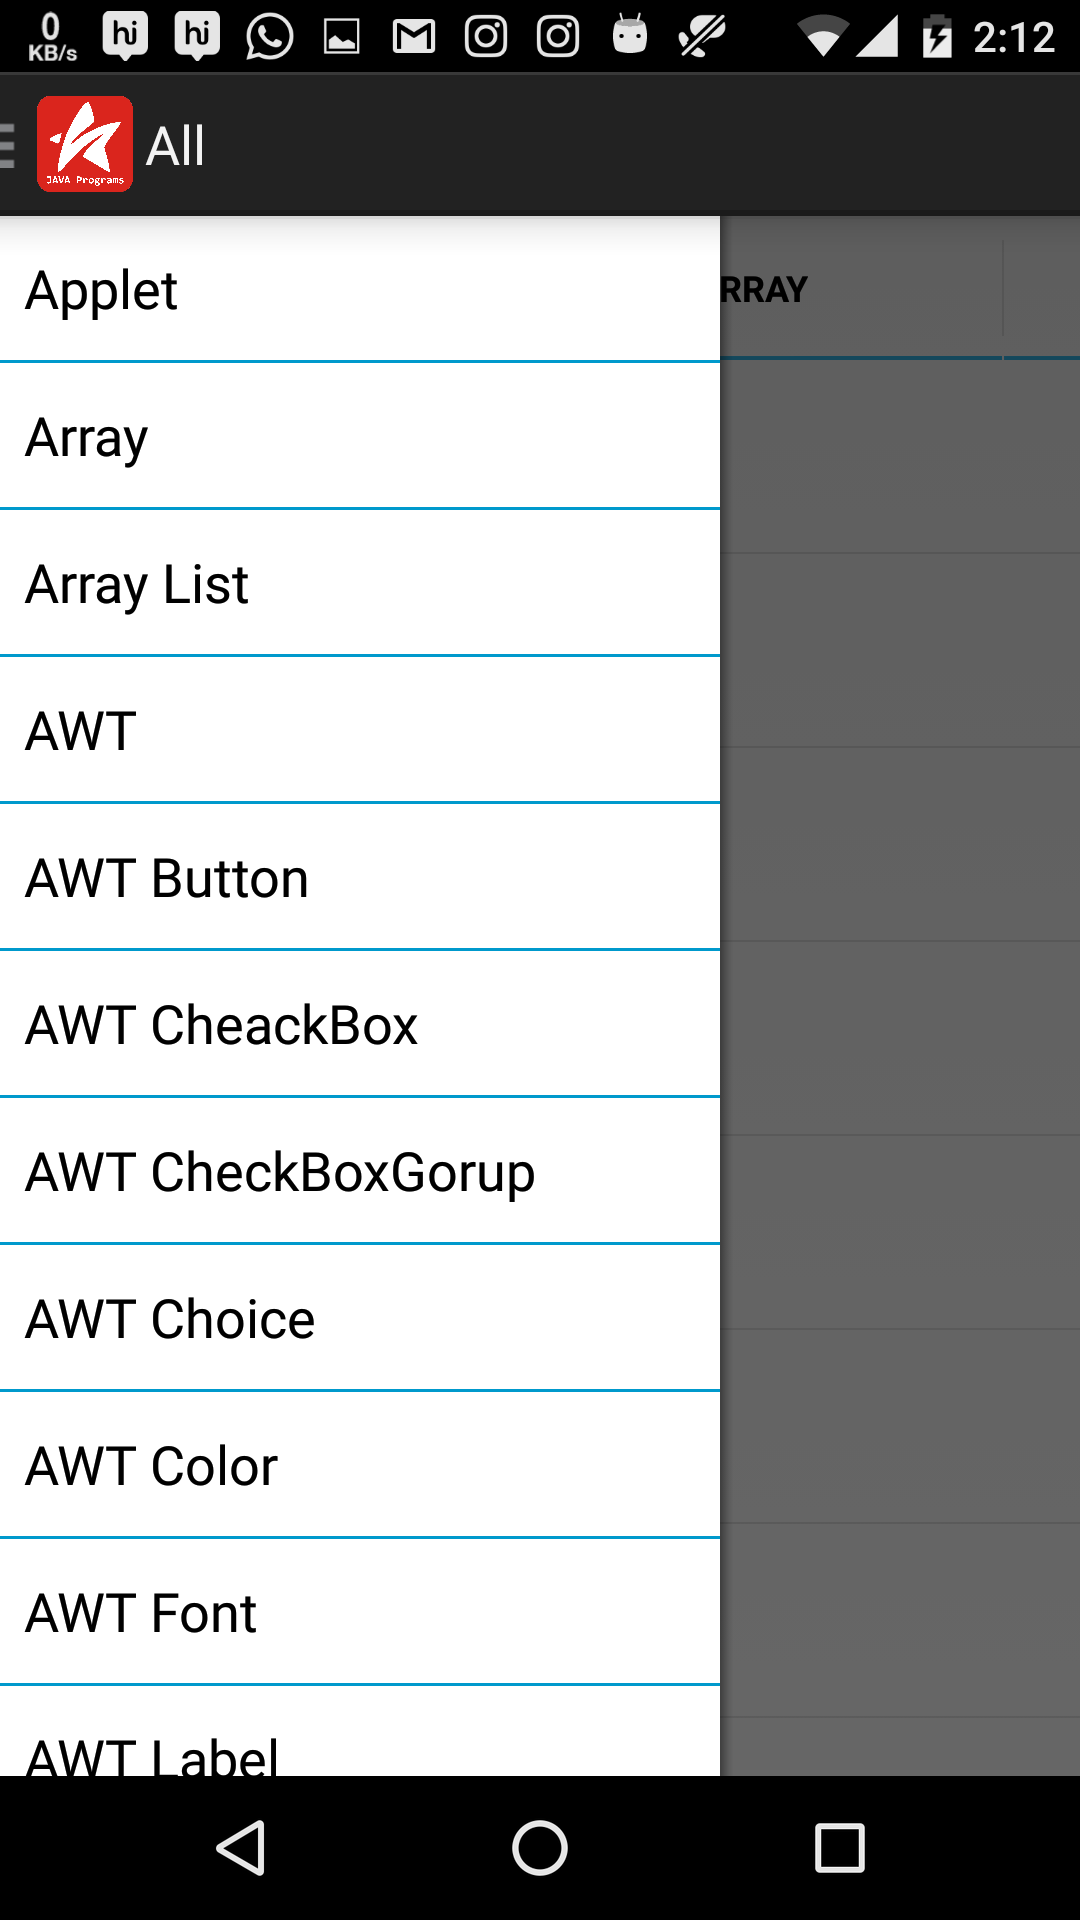 0
KB/s
hi
hi
2:12
JAVA Programs
All
Applet
RRAY
Array
Array List
AWT
AWT Button
AWT CheackBox
AWT CheckBoxGorup
AWT Choice
AWT Color
AWT Font
AWT Label